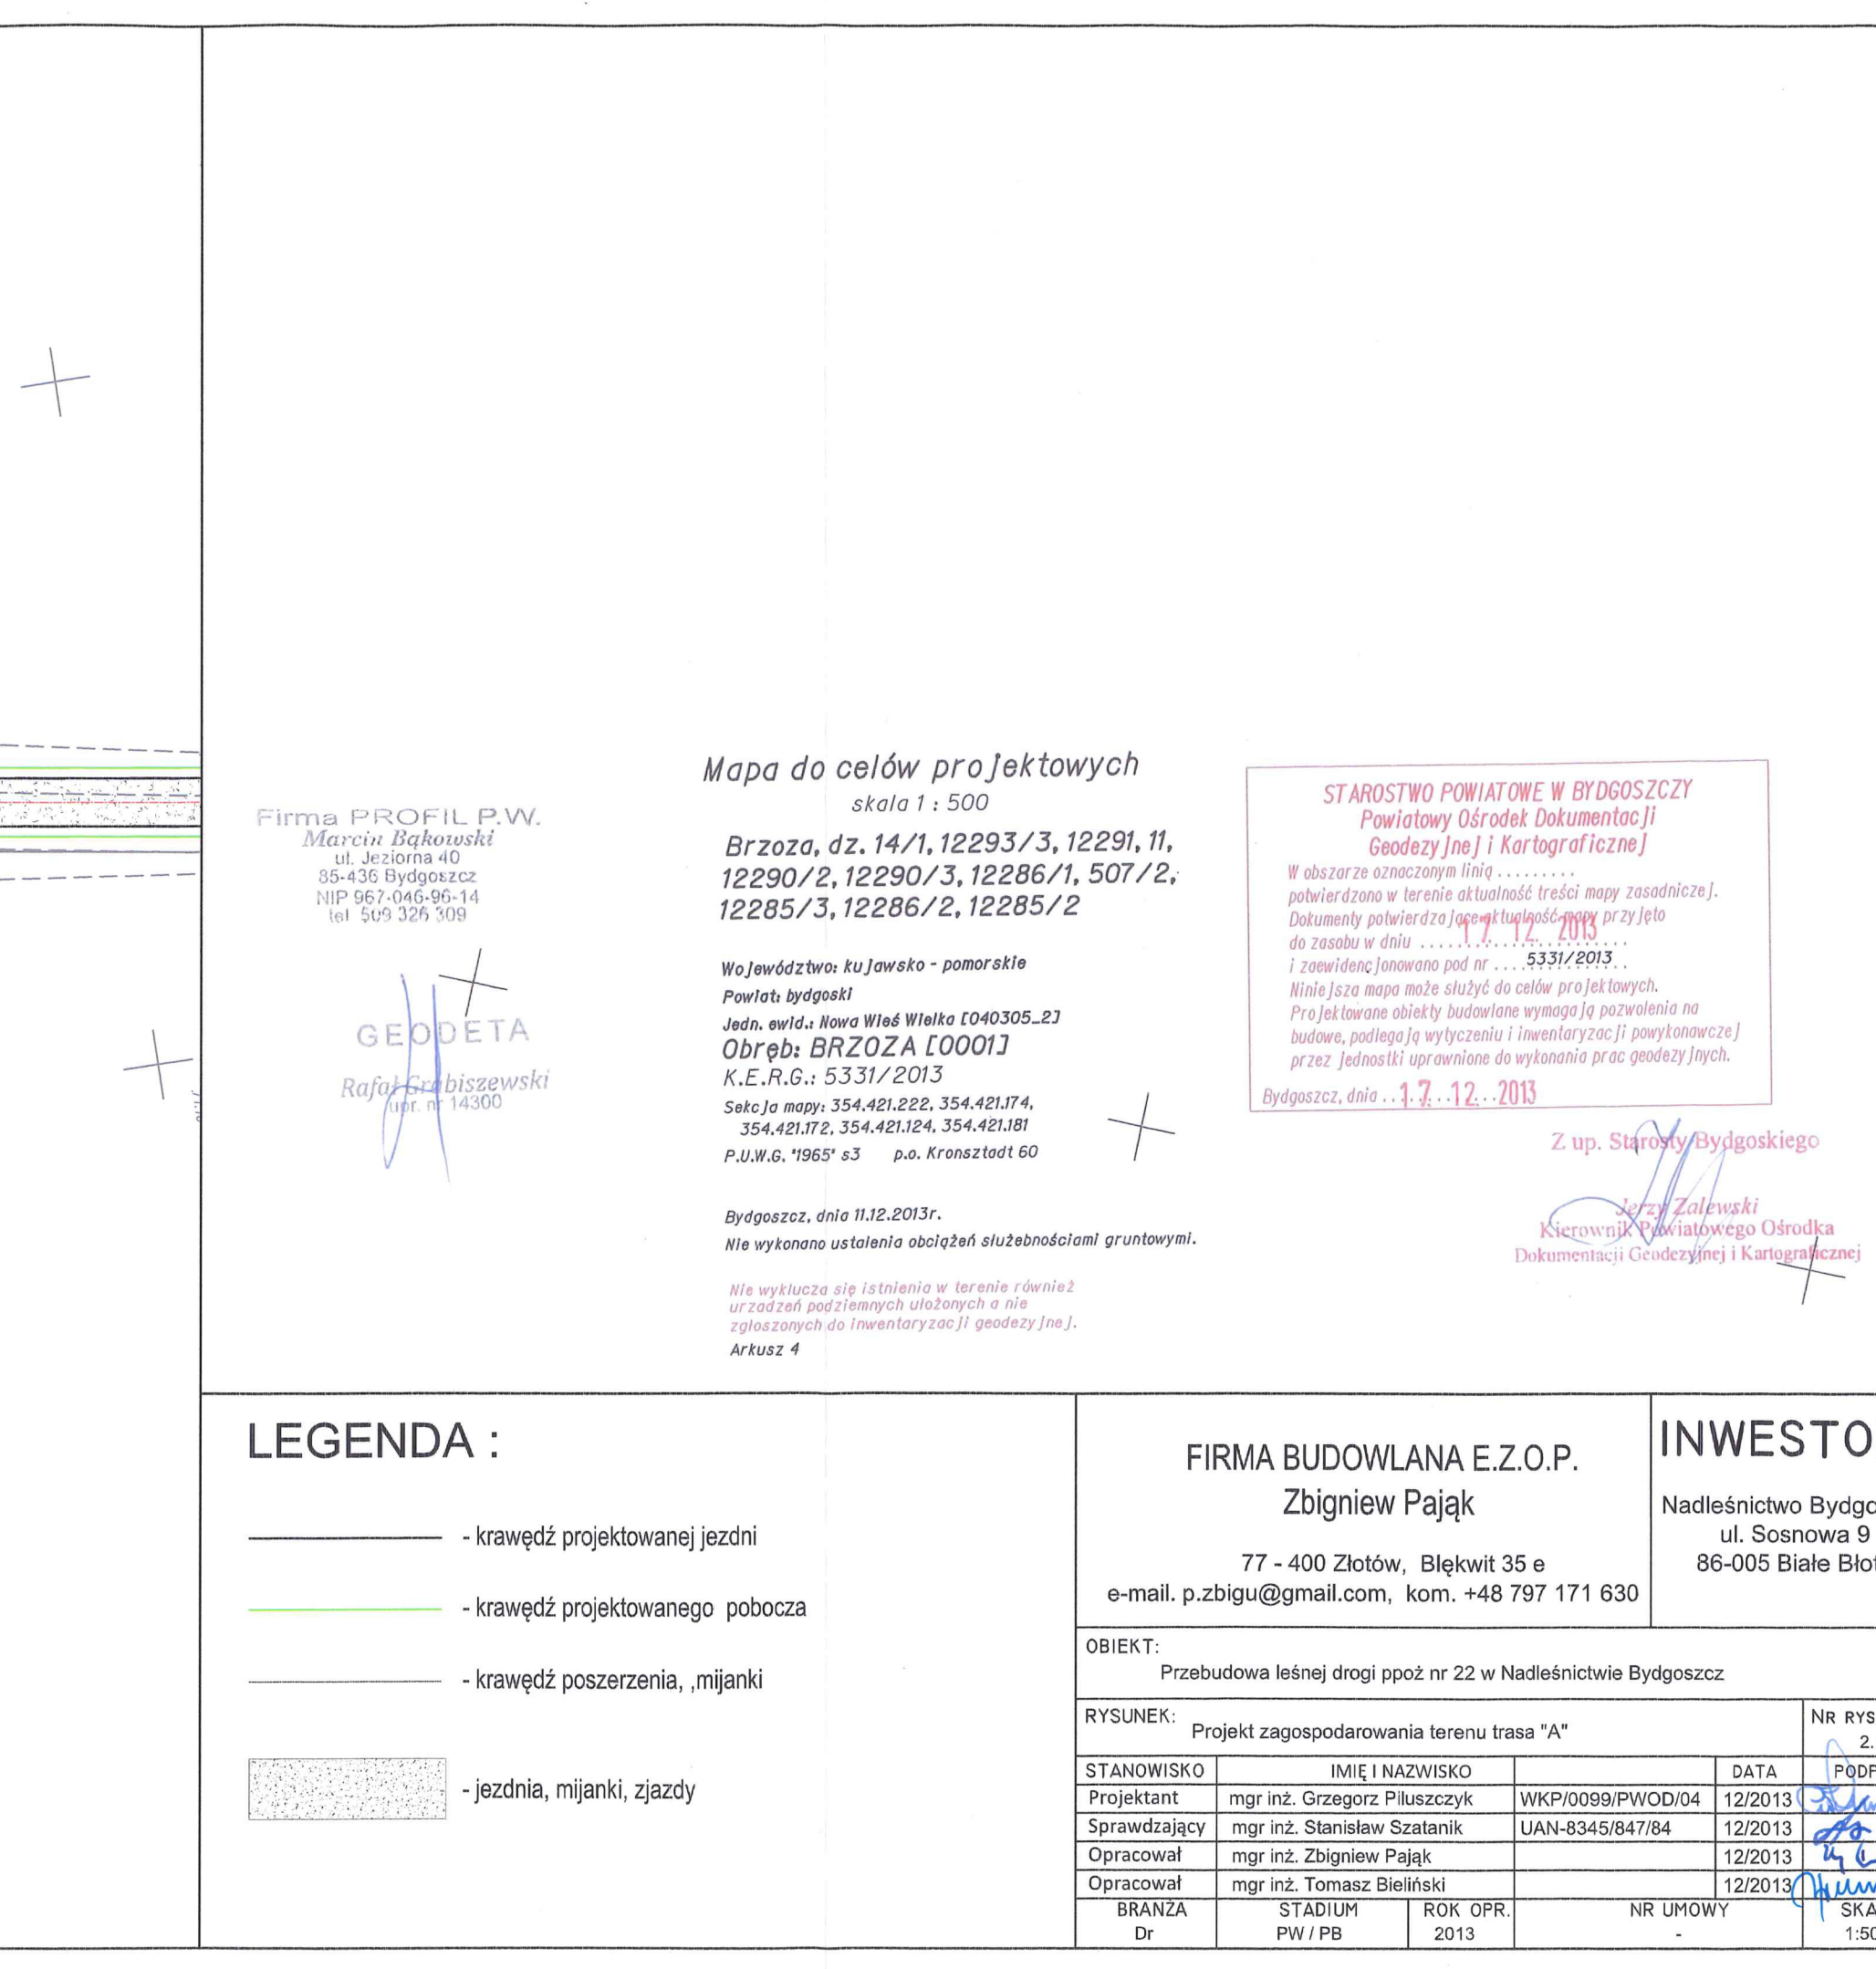 Firma PROFIL P.W.
Marcin Bąkowski
ul. Jeziorna 40
85-436 Bydgoszcz
NIP 967-046-96-14
tel 509 326 309
GEODETA
Rafał Grabiszewski
upr. nr 14300
Mapa do celów projektowych
skala 1 : 500
Brzoza, dz. 14/1, 12293/3, 12291, 11,
12290/2, 12290/3, 12286/1, 507/2,
12285/3, 12286/2, 12285/2
Województwo: kujawsko - pomorskie
Powiat: bydgoski
Jedn. ewid.: Nowa Wieś Wielka [040305_2]
Obręb: BRZOZA [0001]
K.E.R.G.: 5331/2013
Sekcja mapy: 354.421.222, 354.421.174,
354.421.172, 354.421.124, 354.421.181
P.U.W.G. "1965" s3 p.o. Kronsztadt 60
Bydgoszcz, dnia 11.12.2013r.
Nie wykonano ustalenia obciążeń służebnościami gruntowymi.
Nie wyklucza się istnienia w terenie również
urzadzeń podziemnych ułożonych a nie
zgłoszonych do inwentaryzacji geodezyjnej.
Arkusz 4
STAROSTWO POWIATOWE W BYDGOSZCZY
Powiatowy Ośrodek Dokumentacji
Geodezyjnej i Kartograficznej
W obszarze oznaczonym linią .........
potwierdzono w terenie aktualność treści mapy zasadniczej.
Dokumenty potwierdzające aktualność mapy przyjęto
do zasobu w dniu 17. 12. 2013
i zaewidencjonowano pod nr ....5331/2013..
Niniejsza mapa może służyć do celów projektowych.
Projektowane obiekty budowlane wymagają pozwolenia na
budowe, podlegają wytyczeniu i inwentaryzacji powykonawczej
przez jednostki uprawnione do wykonania prac geodezyjnych.
Bydgoszcz, dnia ..17...12...2013
Z up. Starosty Bydgoskiego
Jerzy Zalewski
Kierownik Powiatowego Ośrodka
Dokumentacji Geodezyjnej i Kartograficznej
LEGENDA :
- krawędź projektowanej jezdni
- krawędź projektowanego pobocza
- krawędź poszerzenia, ,mijanki
- jezdnia, mijanki, zjazdy
FIRMA BUDOWLANA E.Z.O.P.
Zbigniew Pająk
77 - 400 Złotów, Blękwit 35 e
e-mail. p.zbigu@gmail.com, kom. +48 797 171 630
INWESTO
Nadleśnictwo Bydgo
ul. Sosnowa 9
86-005 Białe Bło
OBIEKT:
Przebudowa leśnej drogi ppoż nr 22 w Nadleśnictwie Bydgoszcz
RYSUNEK:
Projekt zagospodarowania terenu trasa "A"
NR RYS
2.
STANOWISKO IMIĘ I NAZWISKO DATA PODP
Projektant mgr inż. Grzegorz Piluszczyk WKP/0099/PWOD/04 12/2013
Sprawdzający mgr inż. Stanisław Szatanik UAN-8345/847/84 12/2013
Opracował mgr inż. Zbigniew Pająk 12/2013
Opracował mgr inż. Tomasz Bieliński 12/2013
BRANŻA STADIUM ROK OPR. NR UMOWY SKA
Dr PW / PB 2013 - 1:50